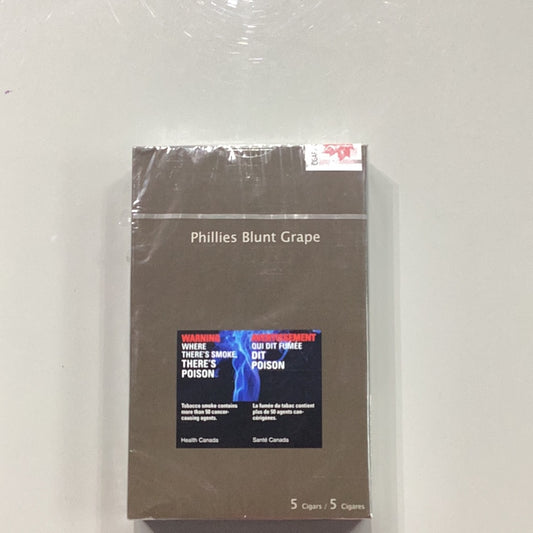 Phillies Blunt Grape
WARNING
WHERE
THERE'S SMOKE,
THERE'S
POISON
Tobacco smoke contains
more than 50 cancer-
causing agents.
Health Canada
AVERTISSEMENT
QUI DIT FUMÉE
DIT
POISON
La fumée du tabac contient
plus de 50 agents can-
cérigènes.
Santé Canada
5 Cigars / 5 Cigares